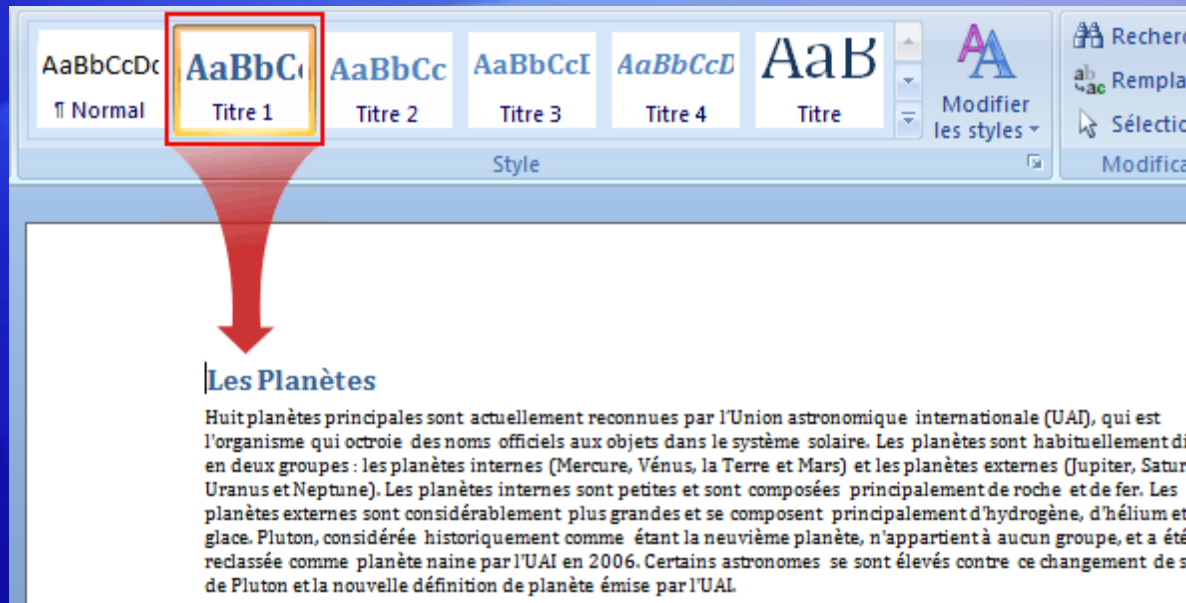 AaBbCcDc AaBbC AaBbCc AaBbCcI AaBbCcD AaB
¶ Normal Titre 1 Titre 2 Titre 3 Titre 4 Titre
Modifier
les styles
Style
Modifica
Recherc
ab
ac Rempla
Sélectio
Les Planètes
Huit planètes principales sont actuellement reconnues par l'Union astronomique internationale (UAI), qui est
l'organisme qui octroie des noms officiels aux objets dans le système solaire. Les planètes sont habituellement di
en deux groupes : les planètes internes (Mercure, Vénus, la Terre et Mars) et les planètes externes (Jupiter, Satur
Uranus et Neptune). Les planètes internes sont petites et sont composées principalement de roche et de fer. Les
planètes externes sont considérablement plus grandes et se composent principalement d'hydrogène, d'hélium et
glace. Pluton, considérée historiquement comme étant la neuvième planète, n'appartient à aucun groupe, et a été
reclassée comme planète naine par l'UAI en 2006. Certains astronomes se sont élevés contre ce changement de s
de Pluton et la nouvelle définition de planète émise par l'UAI.